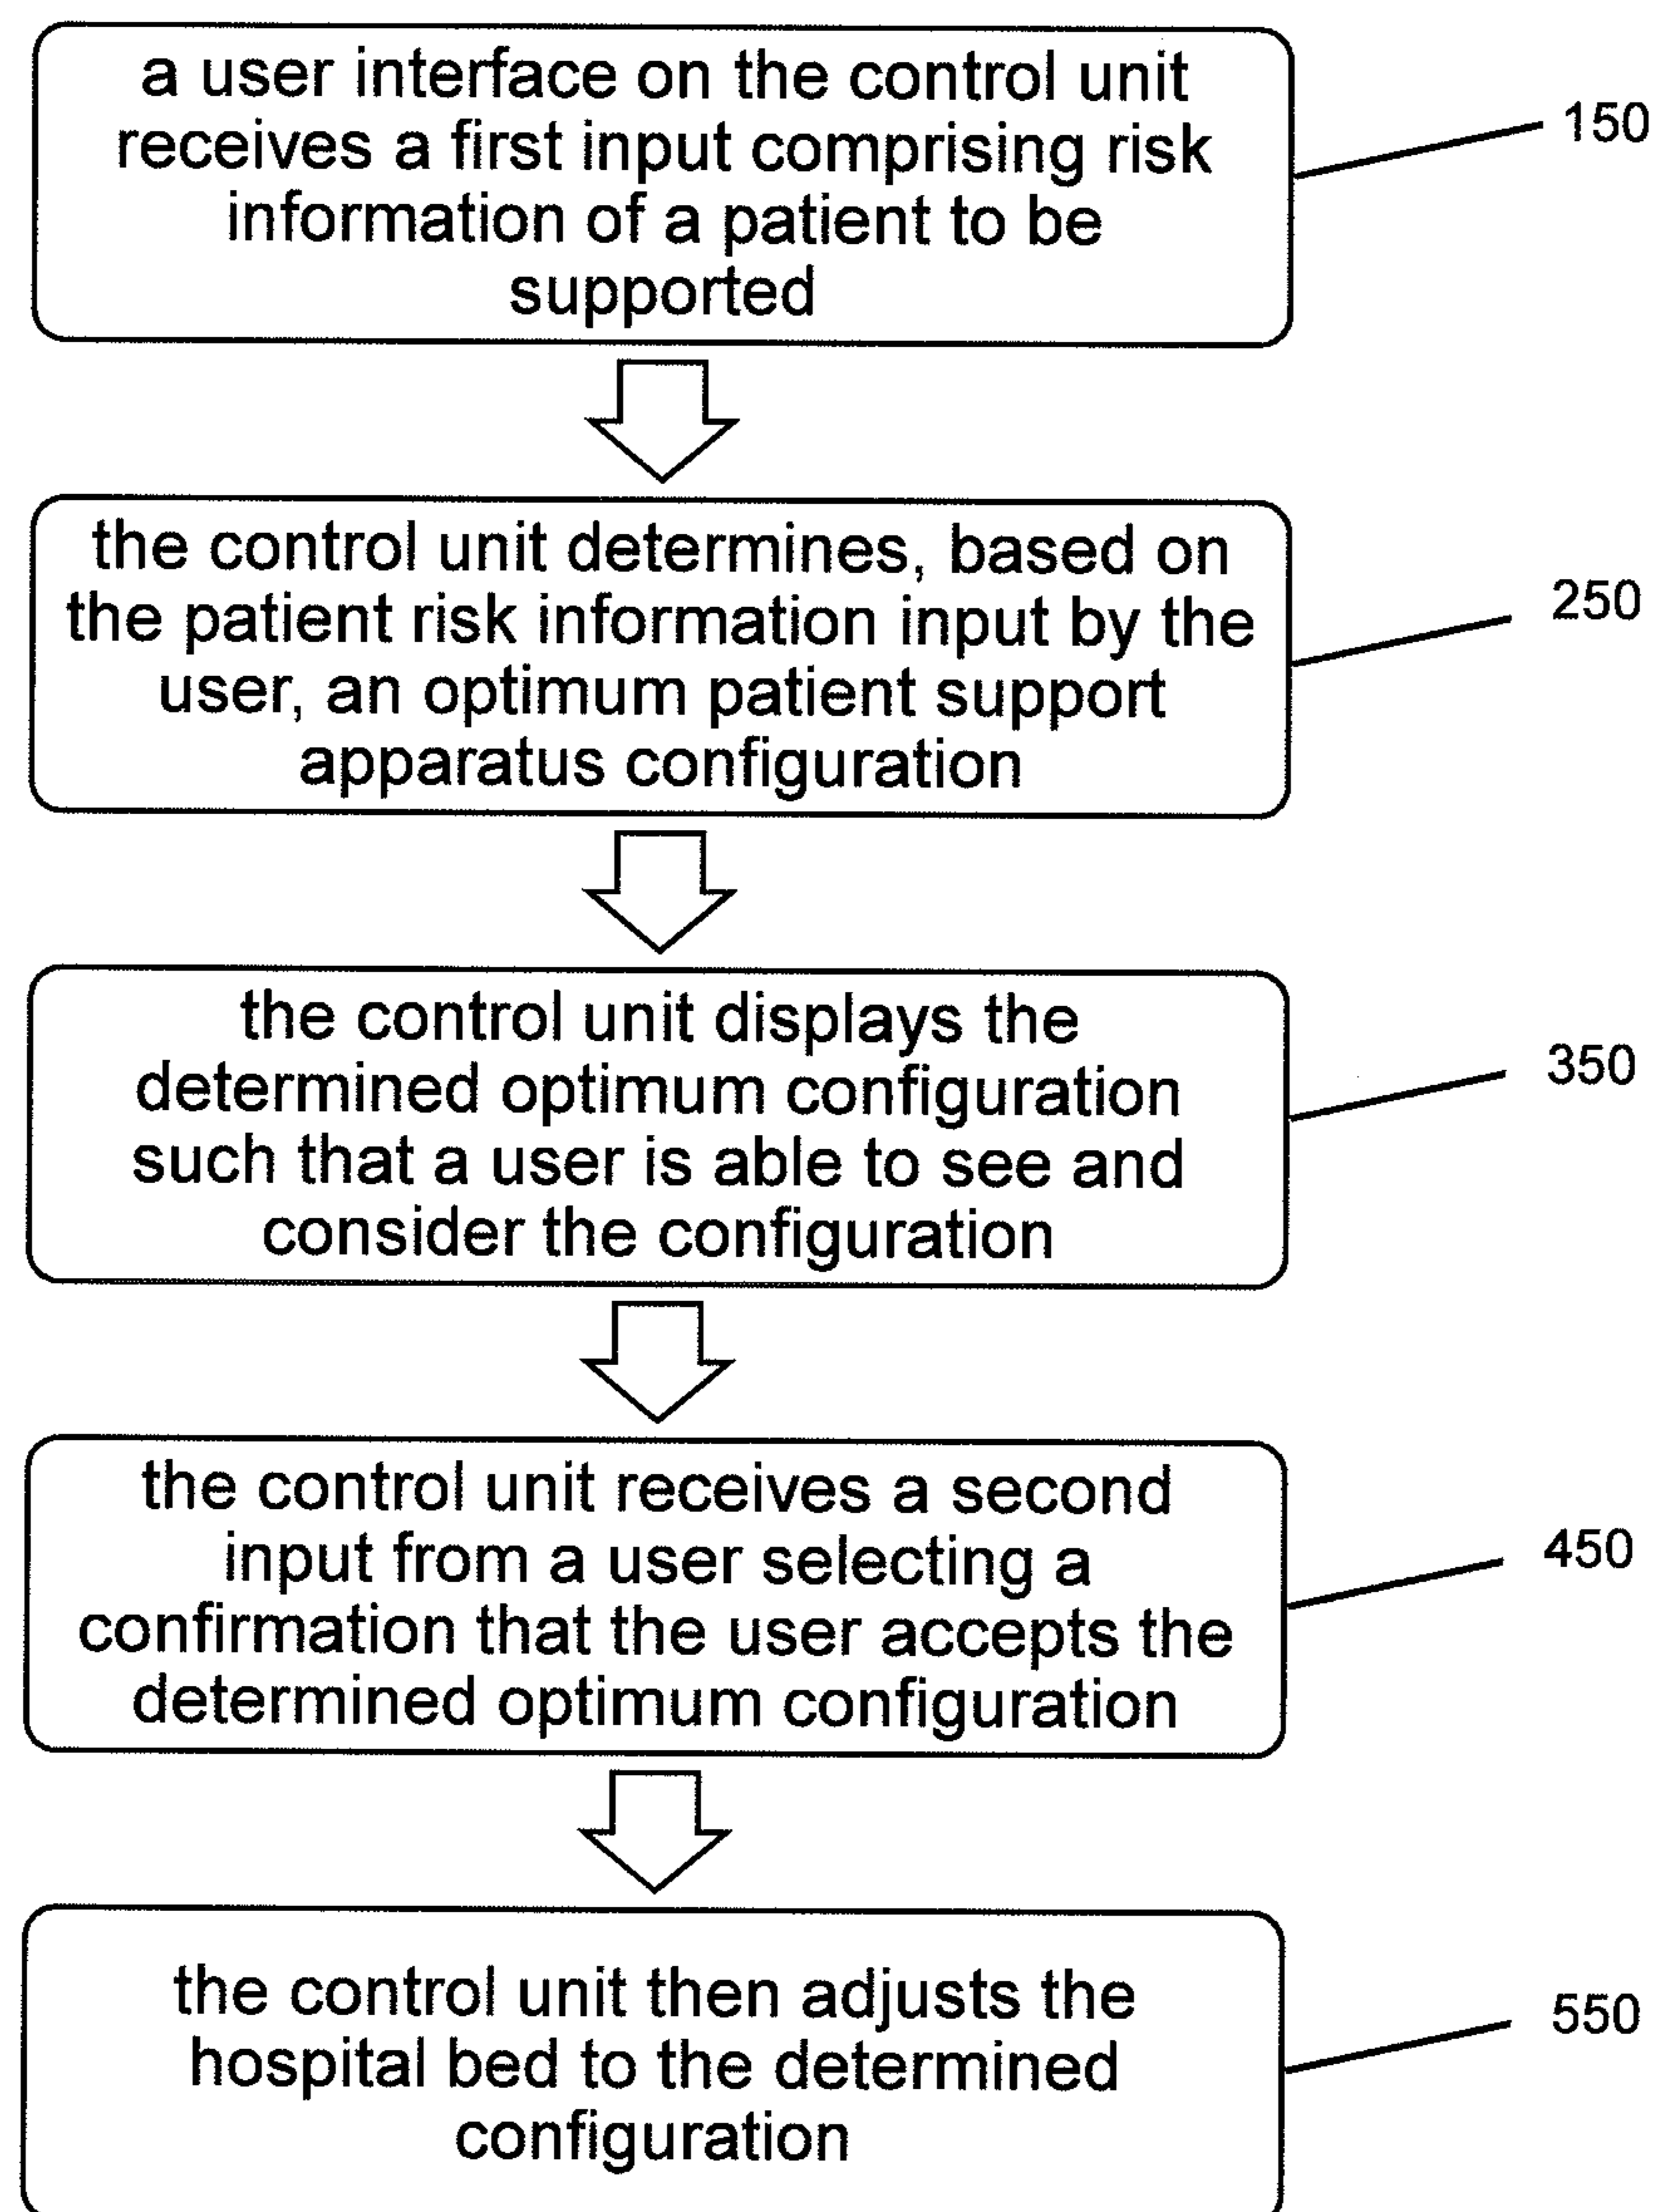 a user interface on the control unit
receives a first input comprising risk
information of a patient to be
supported
150
the control unit determines, based on
the patient risk information input by the
user, an optimum patient support
apparatus configuration
250
the control unit displays the
determined optimum configuration
such that a user is able to see and
consider the configuration
350
the control unit receives a second
input from a user selecting a
confirmation that the user accepts the
determined optimum configuration
450
the control unit then adjusts the
hospital bed to the determined
configuration
550